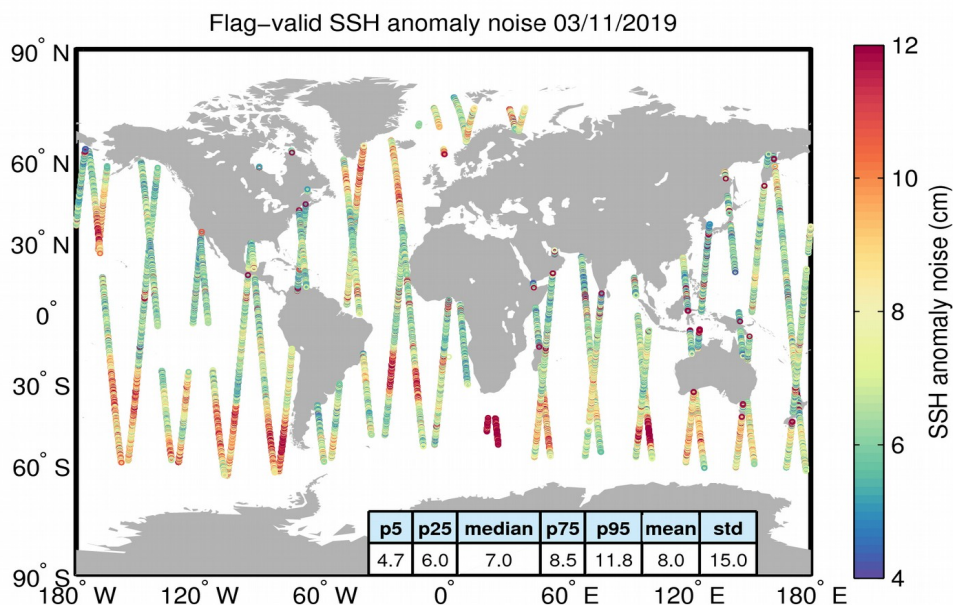 Flag−valid SSH anomaly noise 03/11/2019
90° N
60° N
30° N
0°
30° S
60° S
90° S
180° W
120° W
60° W
0°
60° E
120° E
180° E
p5 p25 median p75 p95 mean std
4.7 6.0 7.0 8.5 11.8 8.0 15.0
12
10
8
6
4
SSH anomaly noise (cm)